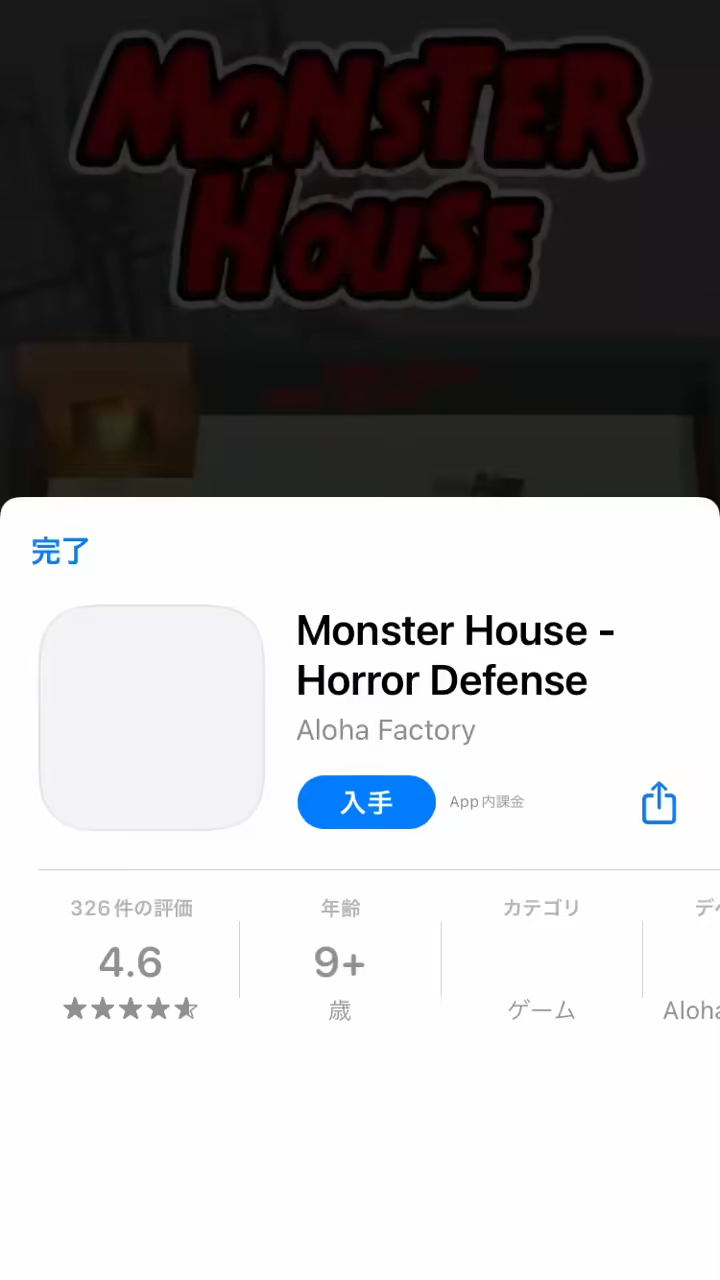 MONSTER
HOUSE
完了
Monster House -
Horror Defense
Aloha Factory
入手
App内課金
326件の評価
年齢
カテゴリ
4.6
9+
★★★★⯪
歳
ゲーム